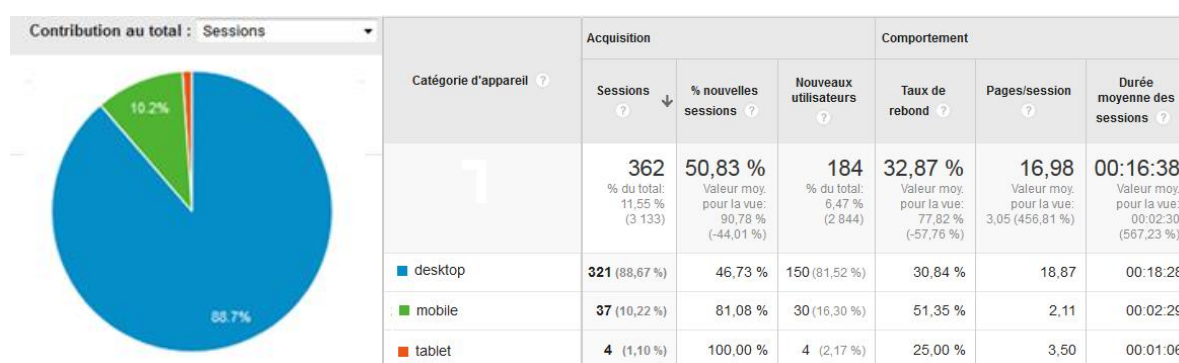 Contribution au total : Sessions
10.2%
88.7%
Acquisition
Comportement
Catégorie d'appareil ?
Sessions
?
% nouvelles
sessions ?
Nouveaux
utilisateurs
?
Taux de
rebond ?
Pages/session
?
Durée
moyenne des
sessions ?
362
% du total:
11,55 %
(3 133)
50,83 %
Valeur moy.
pour la vue:
90,78 %
(-44,01 %)
184
% du total:
6,47 %
(2 844)
32,87 %
Valeur moy.
pour la vue:
77,82 %
(-57,76 %)
16,98
Valeur moy.
pour la vue:
3,05 (456,81 %)
00:16:38
Valeur moy.
pour la vue:
00:02:30
(567,23 %)
desktop 321 (88,67 %) 46,73 % 150 (81,52 %) 30,84 % 18,87 00:18:28
mobile 37 (10,22 %) 81,08 % 30 (16,30 %) 51,35 % 2,11 00:02:29
tablet 4 (1,10 %) 100,00 % 4 (2,17 %) 25,00 % 3,50 00:01:06